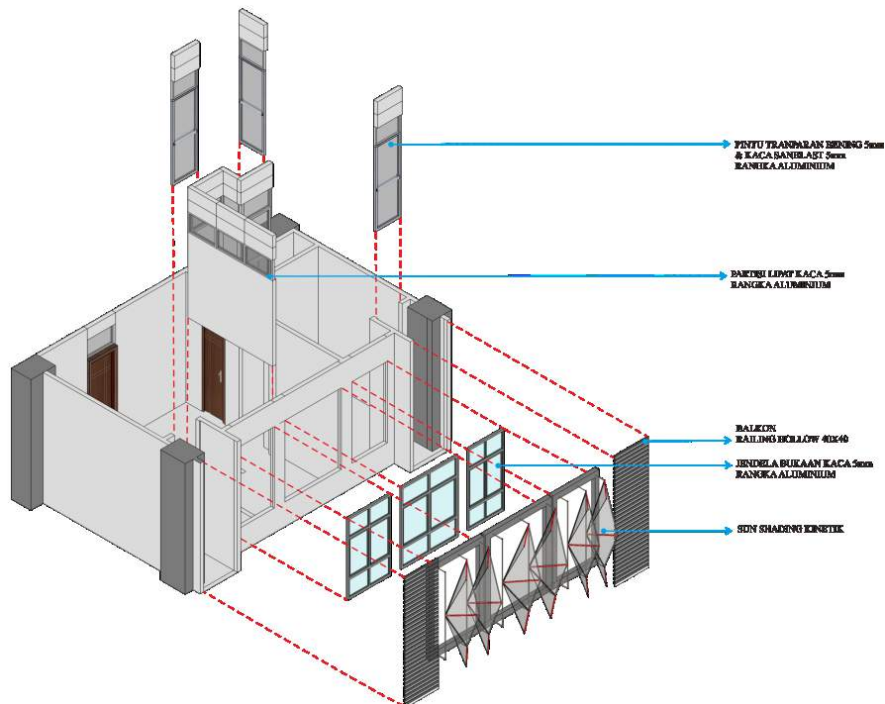 PINTU TRANPARAN BENING 5mm
& KACA SANBLAST 5mm
RANGKA ALUMINIUM
PARTISI LIPAT KACA 5mm
RANGKA ALUMINIUM
BALKON
RAILING HOLLOW 40X40
JENDELA BUKAAN KACA 5mm
RANGKA ALUMINIUM
SUN SHADING KINETIK